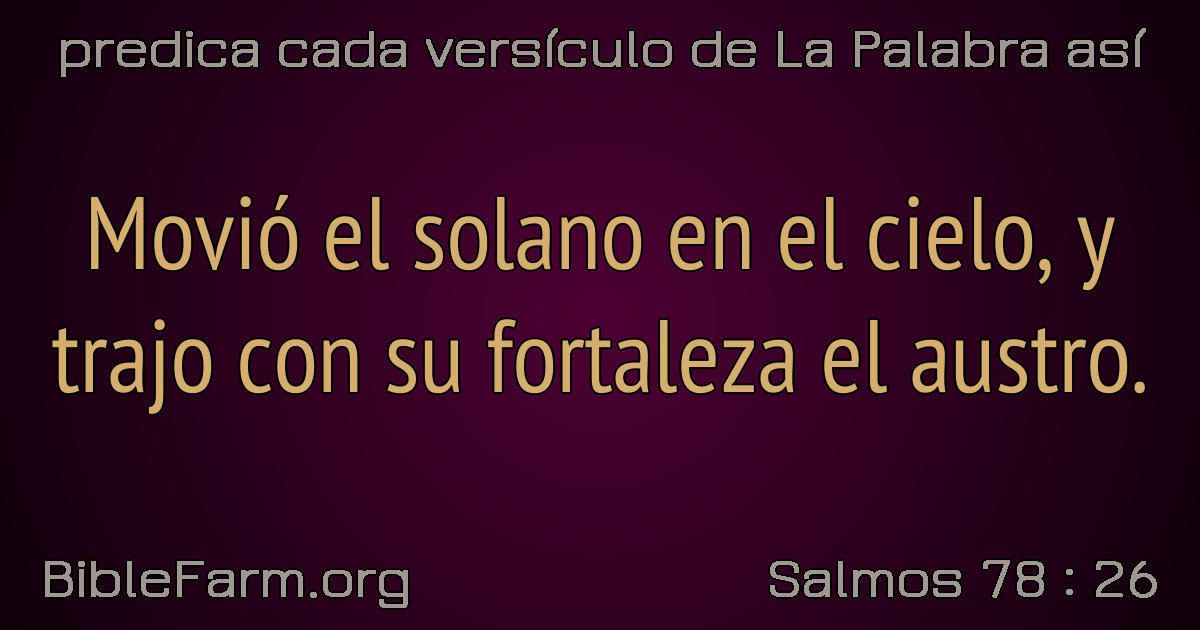 predica cada versículo de La Palabra así
Movió el solano en el cielo, y
trajo con su fortaleza el austro.
BibleFarm.org
Salmos 78 : 26